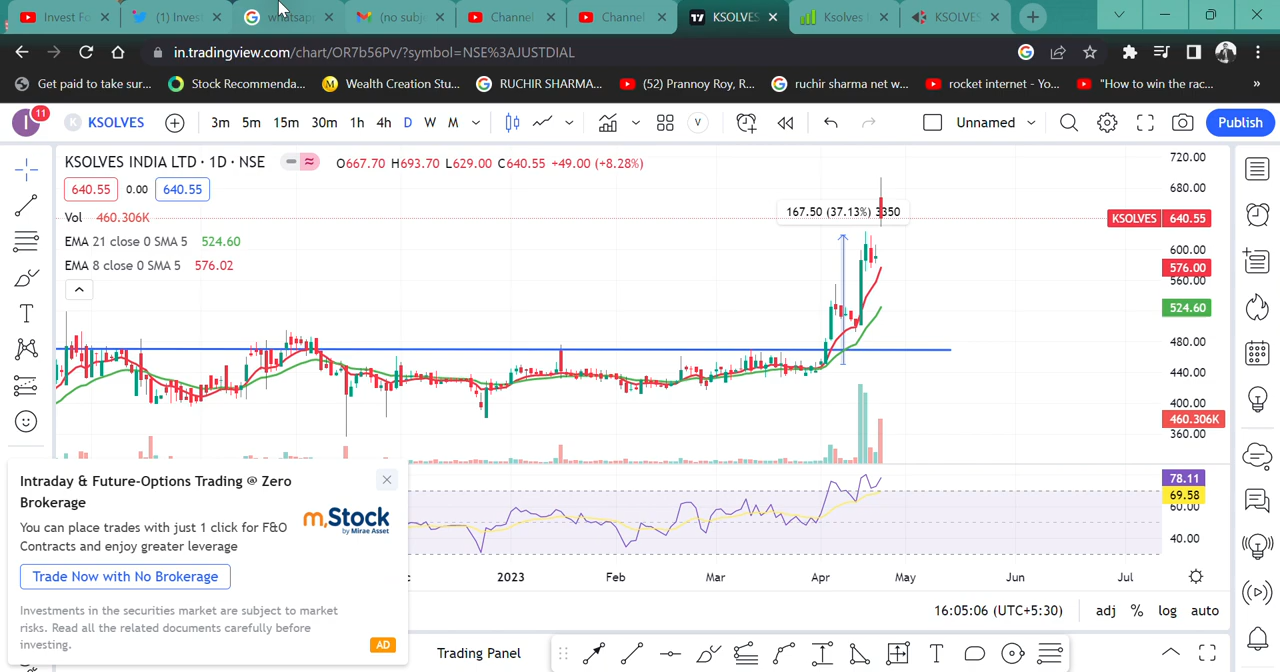 Invest Fo
(1) Invest
whatsap
(no subje
Channel
Channel
KSOLVES
Ksolves
KSOLVES
in.tradingview.com/chart/OR7b56Pv/?symbol=NSE%3AJUSTDIAL
Get paid to take sur...
Stock Recommenda...
Wealth Creation Stu...
RUCHIR SHARMA...
(52) Prannoy Roy, R...
ruchir sharma net w...
rocket internet - Yo...
"How to win the rac...
»
I
11
K
KSOLVES
3m 5m 15m 30m 1h 4h D W M
V
Unnamed
Publish
KSOLVES INDIA LTD · 1D · NSE
O667.70 H693.70 L629.00 C640.55 +49.00 (+8.28%)
640.55
0.00
640.55
Vol 460.306K
EMA 21 close 0 SMA 5 524.60
EMA 8 close 0 SMA 5 576.02
167.50 (37.13%) 3350
720.00
680.00
KSOLVES 640.55
600.00
576.00
560.00
524.60
480.00
440.00
400.00
460.306K
360.00
78.11
69.58
60.00
40.00
2023
Feb
Mar
Apr
May
Jun
Jul
16:05:06 (UTC+5:30)
adj
%
log
auto
Trading Panel
T
T
Intraday & Future-Options Trading @ Zero
Brokerage
You can place trades with just 1 click for F&O
Contracts and enjoy greater leverage
m.Stock
by Mirae Asset
Trade Now with No Brokerage
Investments in the securities market are subject to market
risks. Read all the related documents carefully before
investing.
AD